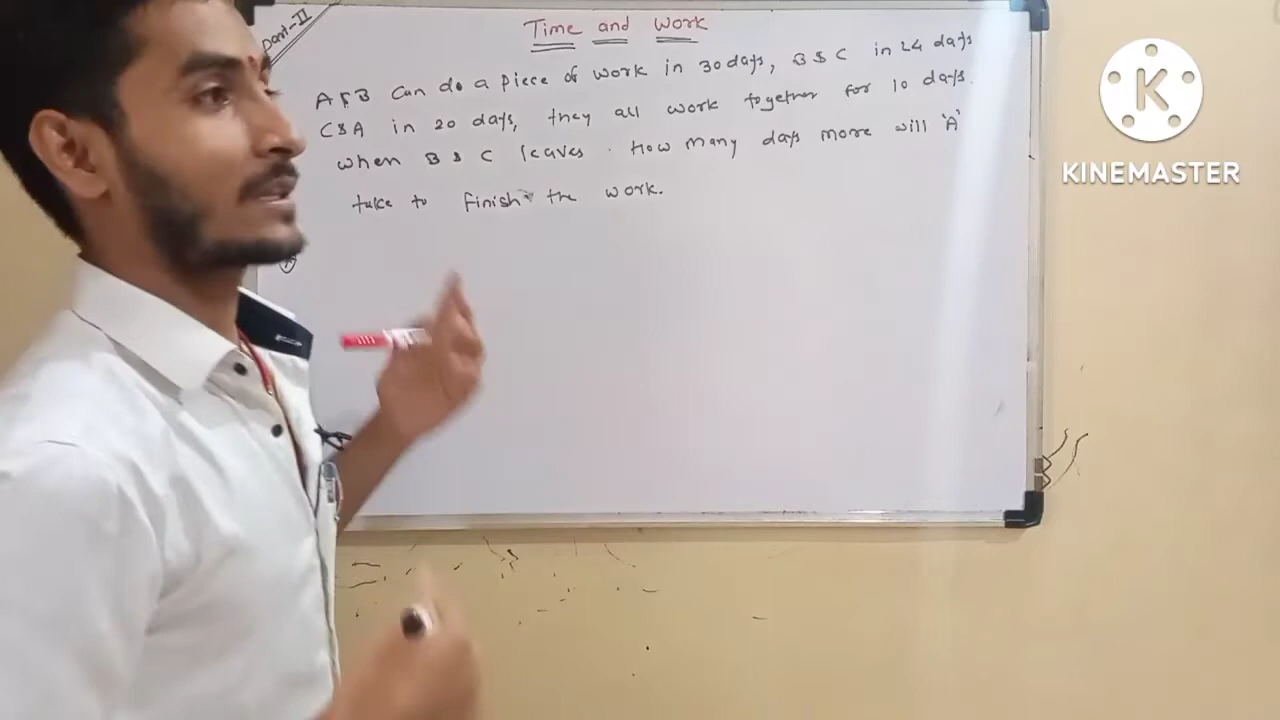 Part-II
Time and Work
A & B Can do a piece of work in 30 days, B & C in 24 days
C & A in 20 days, they all work together for 10 days.
when B & C leaves. How many days more will 'A'
take to finish the work.
K
KINEMASTER